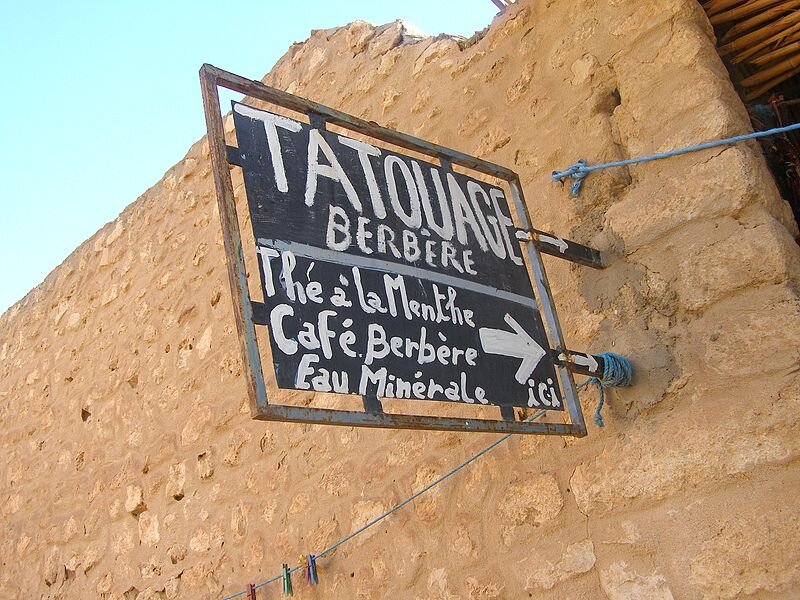 TATOUAGE
BERBÈRE
Thé à la Menthe
Café Berbère
Eau Minérale ici